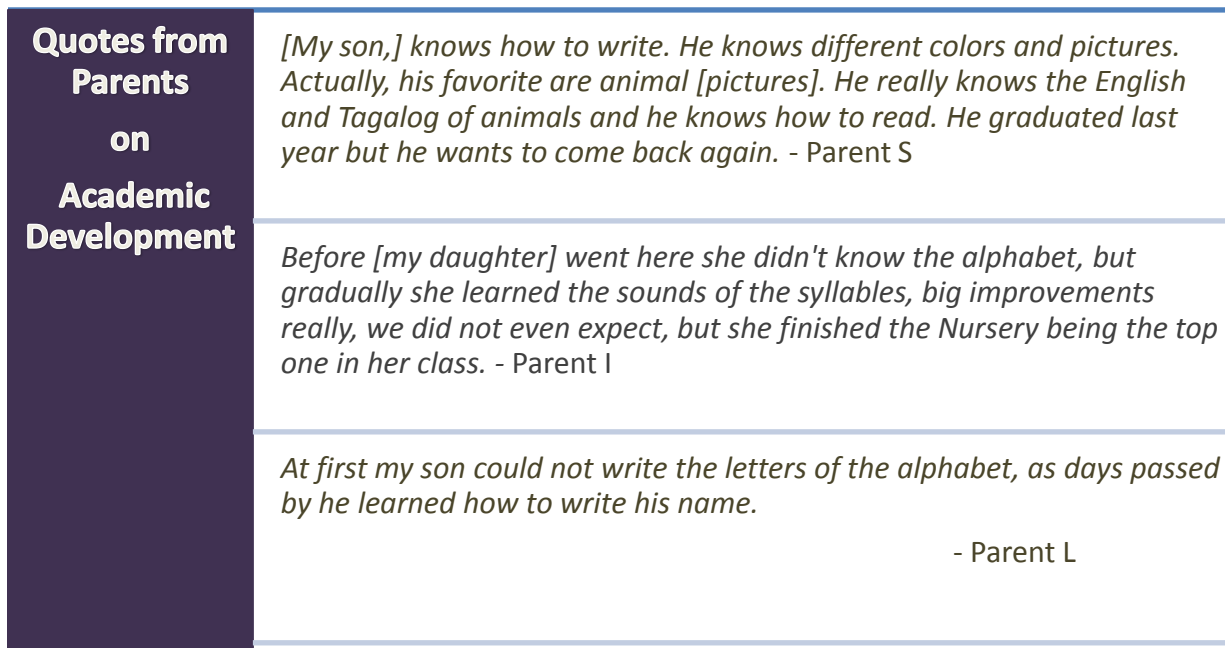 Quotes from
Parents
on
Academic
Development
[My son,] knows how to write. He knows different colors and pictures.
Actually, his favorite are animal [pictures]. He really knows the English
and Tagalog of animals and he knows how to read. He graduated last
year but he wants to come back again. - Parent S
Before [my daughter] went here she didn't know the alphabet, but
gradually she learned the sounds of the syllables, big improvements
really, we did not even expect, but she finished the Nursery being the top
one in her class. - Parent I
At first my son could not write the letters of the alphabet, as days passed
by he learned how to write his name.
- Parent L